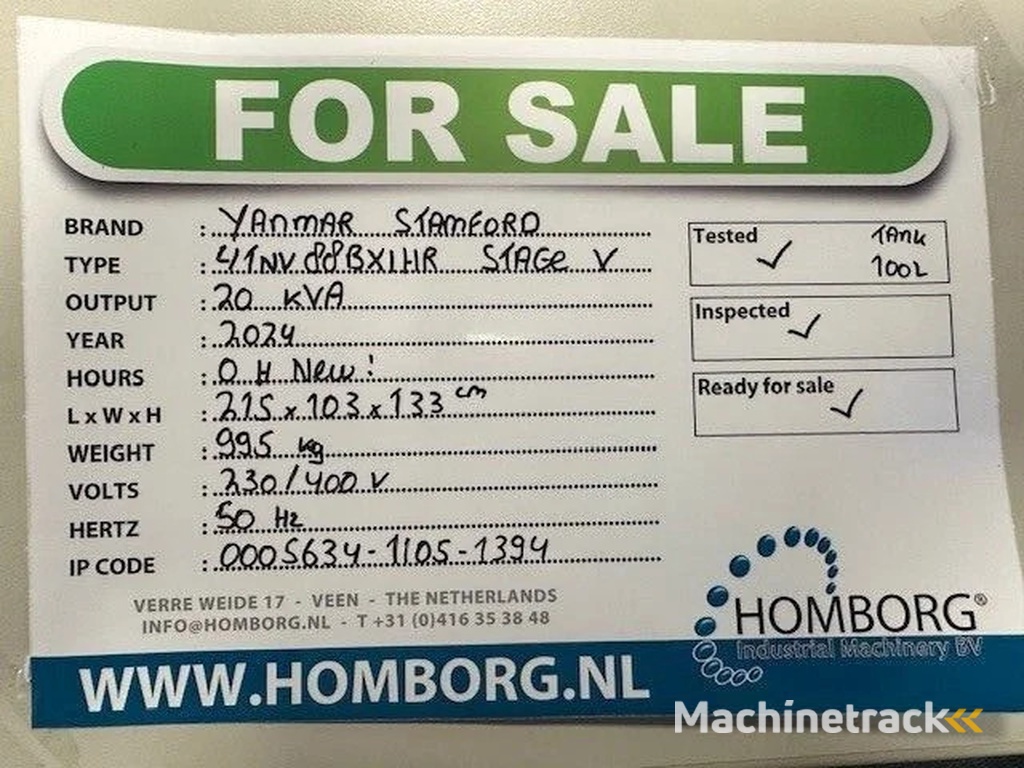 FOR SALE
BRAND : YANMAR STAMFORD
TYPE : 4TNV88BX1HR STAGE V
OUTPUT : 20 KVA
YEAR : 2024
HOURS : 0 H New!
L x W x H : 215 x 103 x 133 cm
WEIGHT : 995 kg
VOLTS : 230/400 V
HERTZ : 50 Hz
IP CODE : 0005634-1105-1394
Tested ✓ TANK
100L
Inspected ✓
Ready for sale ✓
VERRE WEIDE 17 - VEEN - THE NETHERLANDS
INFO@HOMBORG.NL - T +31 (0)416 35 38 48
HOMBORG®
Industrial Machinery BV
WWW.HOMBORG.NL
Machinetrack